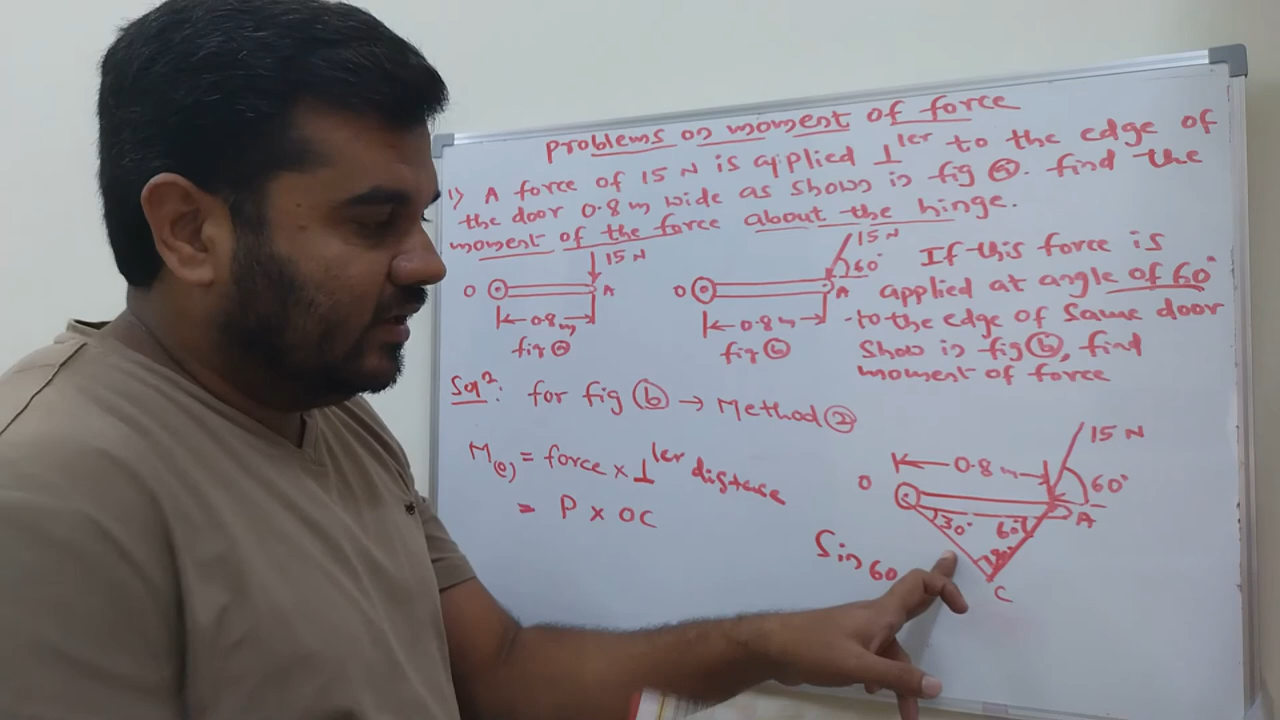 problems on moment of force
1) A force of 15 N is applied ⊥ler to the edge of
the door 0.8 m wide as shown in fig ⓐ. find the
moment of the force about the hinge.
15 N
O
A
0.8 m
fig ⓐ
15 N
60°
O
A
0.8 m
fig ⓑ
If this force is
applied at angle of 60°
to the edge of same door
show in fig ⓑ, find
moment of force
Sol2: for fig ⓑ → Method ②
M(o) = force × ⊥ler distance
= P × OC
15 N
0.8 m
60°
O
A
30°
60°
C
Sin 60